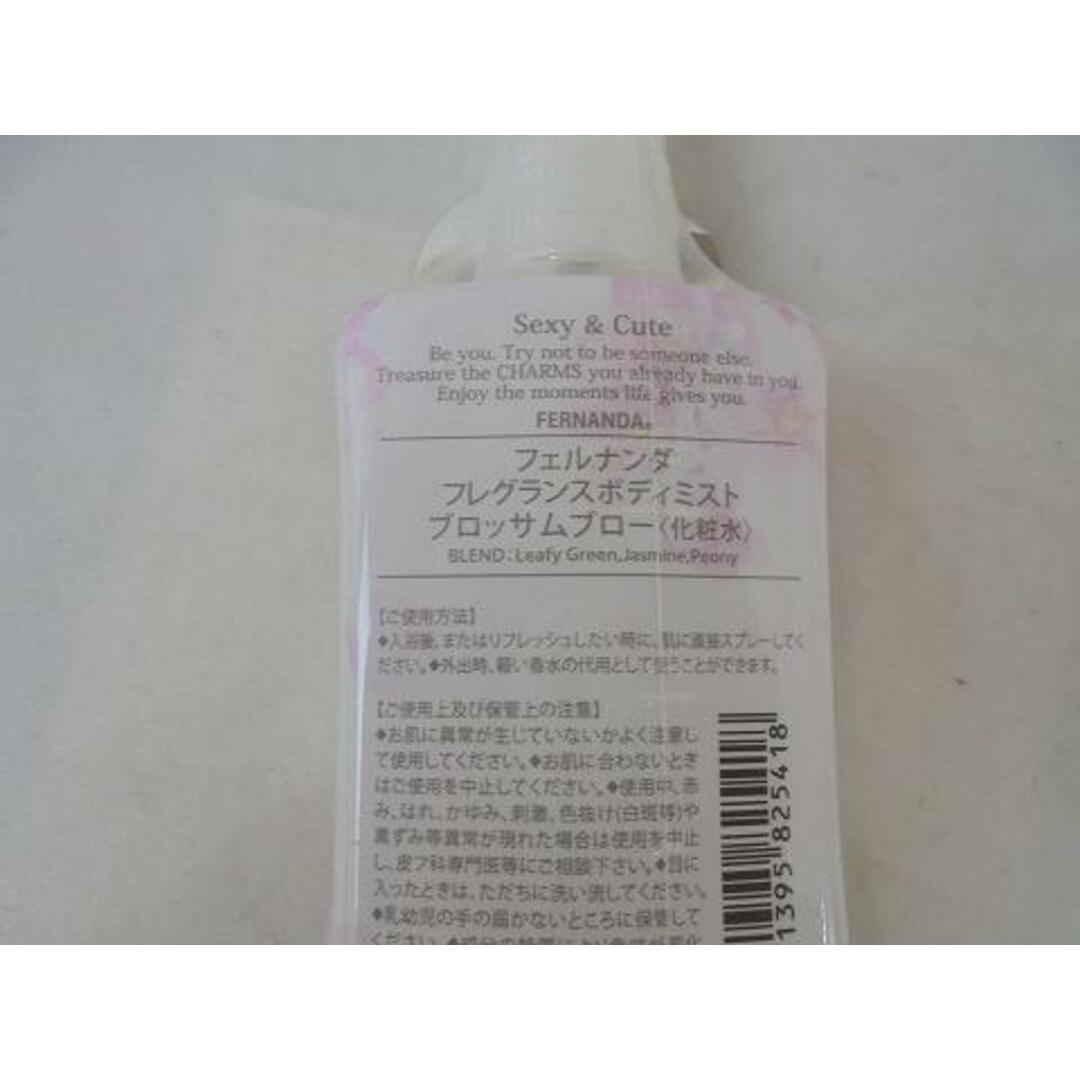 Sexy & Cute
Be you. Try not to be someone else.
Treasure the CHARMS you already have in you.
Enjoy the moments life gives you.
FERNANDA®
フェルナンダ
フレグランスボディミスト
ブロッサムブロー〈化粧水〉
BLEND:Leafy Green,Jasmine,Peony
【ご使用方法】
◆入浴後、またはリフレッシュしたい時に、肌に直接スプレーしてく
ださい。◆外出時、軽い香水の代用として使うことができます。
【ご使用上及び保管上の注意】
◆お肌に異常が生じていないかよく注意し
て使用してください。◆お肌に合わないとき
はご使用を中止してください。◆使用中、赤
み、はれ、かゆみ、刺激、色抜け(白斑等)や
黒ずみ等異常が現れた場合は使用を中止
し、皮フ科専門医等にご相談下さい。◆目に
入ったときは、ただちに洗い流してください。
◆乳幼児の手の届かないところに保管して
ください。
1395 825418